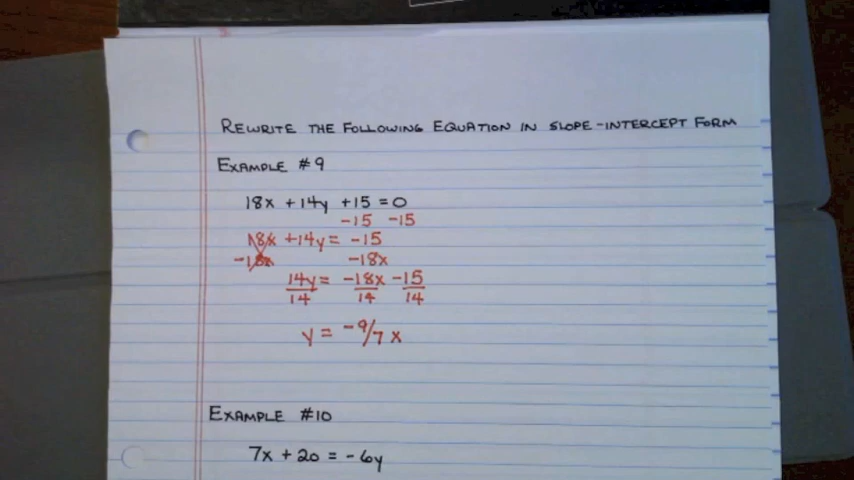 REWRITE THE FOLLOWING EQUATION IN SLOPE-INTERCEPT FORM
EXAMPLE #9
18x + 14y + 15 = 0
-15 -15
18x + 14y = -15
-18x -18x
14y = -18x -15
14 14 14
y = -9/7 x
EXAMPLE #10
7x + 20 = -6y